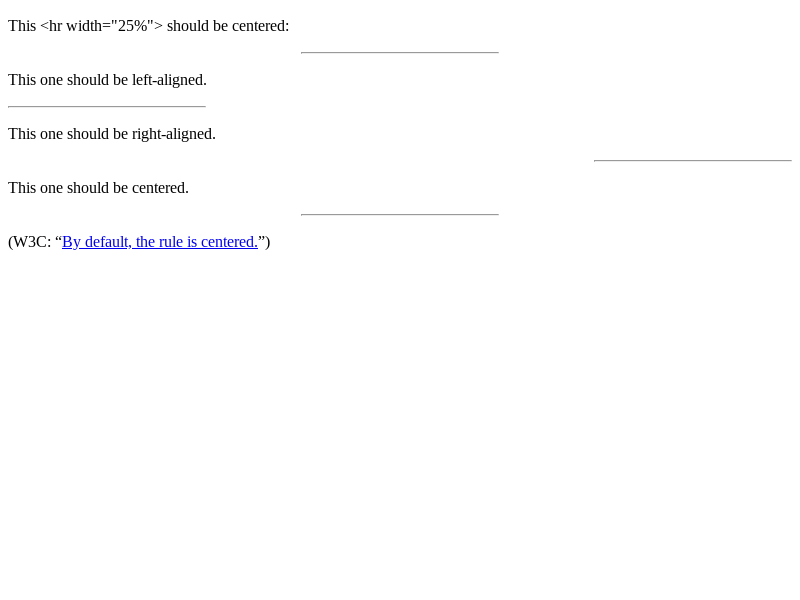 This <hr width="25%"> should be centered:
This one should be left-aligned.
This one should be right-aligned.
This one should be centered.
(W3C: “By default, the rule is centered.”)